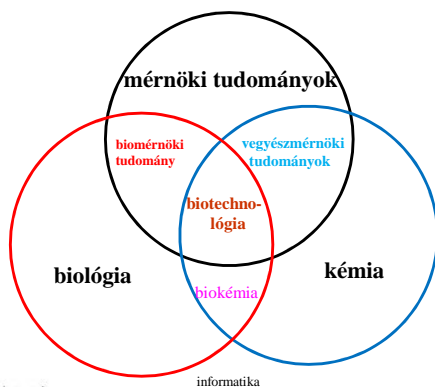 mérnöki tudományok
biomérnöki
tudomány
vegyészmérnöki
tudományok
biotechno-
lógia
biológia
kémia
biokémia
informatika